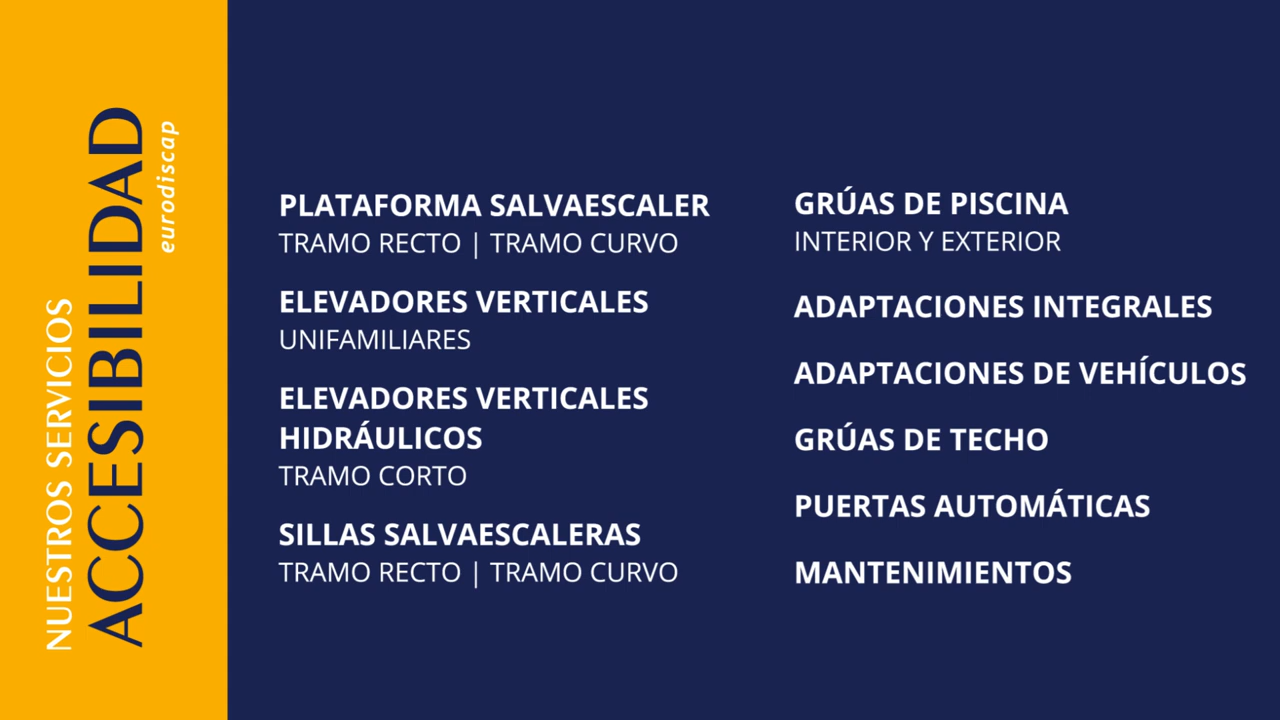 NUESTROS SERVICIOS
ACCESIBILIDAD
eurodiscap
PLATAFORMA SALVAESCALER
TRAMO RECTO | TRAMO CURVO
ELEVADORES VERTICALES
UNIFAMILIARES
ELEVADORES VERTICALES
HIDRÁULICOS
TRAMO CORTO
SILLAS SALVAESCALERAS
TRAMO RECTO | TRAMO CURVO
GRÚAS DE PISCINA
INTERIOR Y EXTERIOR
ADAPTACIONES INTEGRALES
ADAPTACIONES DE VEHÍCULOS
GRÚAS DE TECHO
PUERTAS AUTOMÁTICAS
MANTENIMIENTOS